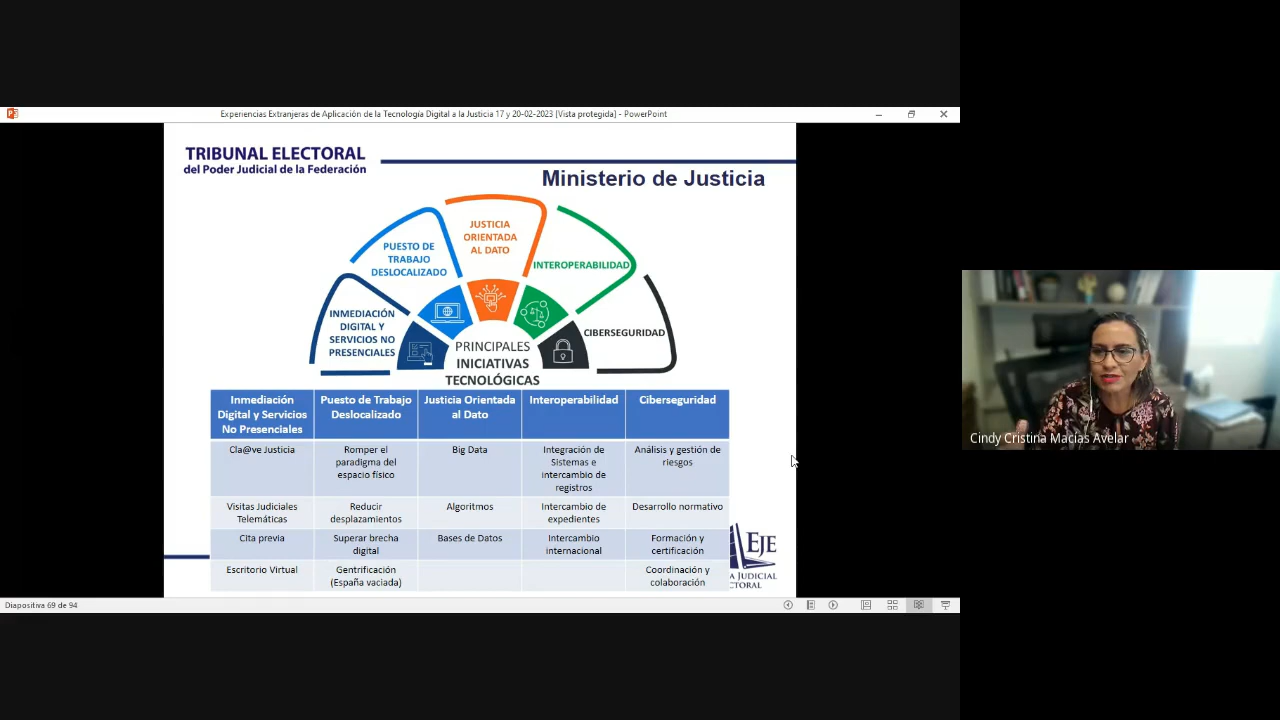 Experiencias Extranjeras de Aplicación de la Tecnología Digital a la Justicia 17 y 20-02-2023 [Vista protegida] - PowerPoint
TRIBUNAL ELECTORAL
del Poder Judicial de la Federación
Ministerio de Justicia
JUSTICIA
ORIENTADA
AL DATO
PUESTO DE
TRABAJO
DESLOCALIZADO
INTEROPERABILIDAD
INMEDIACIÓN
DIGITAL Y
SERVICIOS NO
PRESENCIALES
CIBERSEGURIDAD
PRINCIPALES
INICIATIVAS
TECNOLÓGICAS
Inmediación
Digital y Servicios
No Presenciales
Puesto de Trabajo
Deslocalizado
Justicia Orientada
al Dato
Interoperabilidad
Ciberseguridad
Cla@ve Justicia
Romper el
paradigma del
espacio físico
Big Data
Integración de
Sistemas e
intercambio de
registros
Análisis y gestión de
riesgos
Visitas Judiciales
Telemáticas
Reducir
desplazamientos
Algoritmos
Intercambio de
expedientes
Desarrollo normativo
Cita previa
Superar brecha
digital
Bases de Datos
Intercambio
internacional
Formación y
certificación
Escritorio Virtual
Gentrificación
(España vaciada)
Coordinación y
colaboración
EJE
A JUDICIAL
CTORAL
Diapositiva 69 de 94
Cindy Cristina Macías Avelar